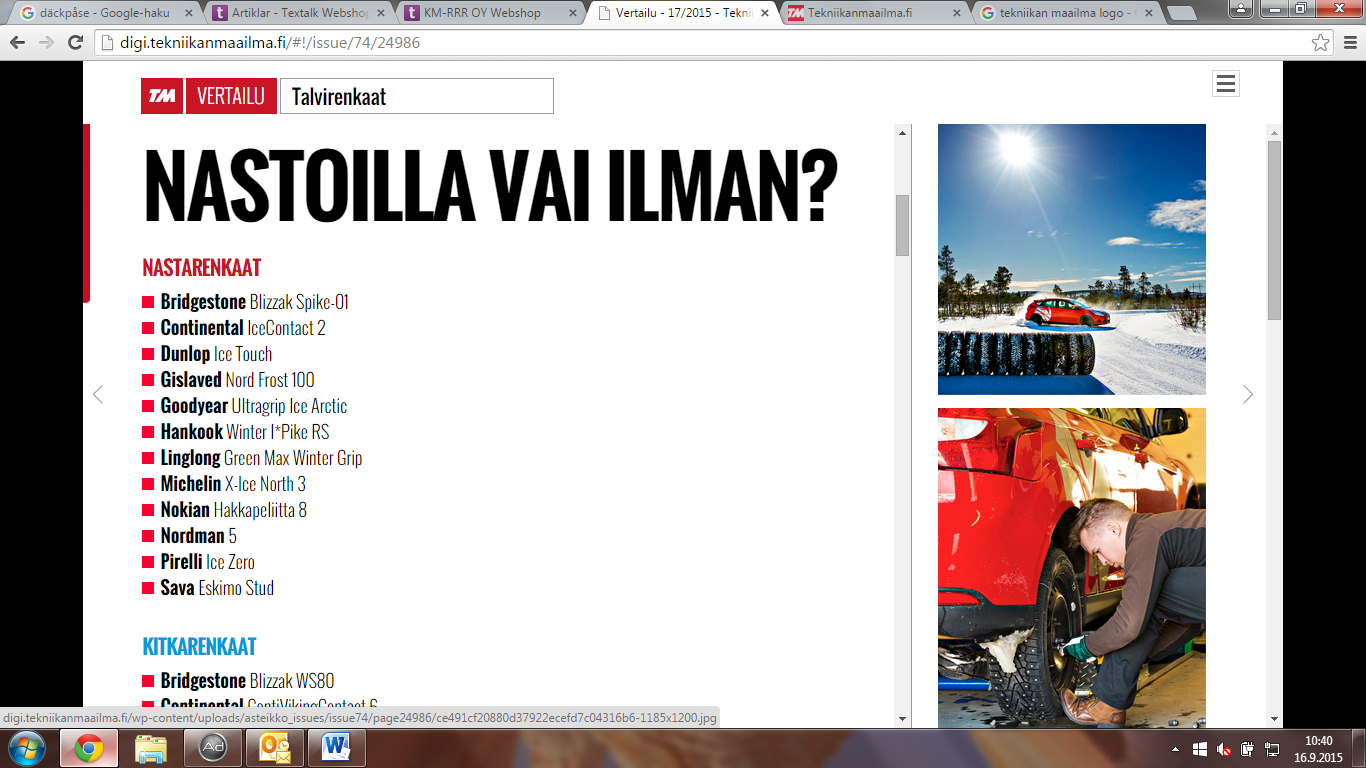 däckpåse - Google-haku
Artiklar - Textalk Webshop
KM-RRR OY Webshop
Vertailu - 17/2015 - Tekni
Tekniikanmaailma.fi
tekniikan maailma logo -
digi.tekniikanmaailma.fi/#!/issue/74/24986
TM VERTAILU Talvirenkaat
NASTOILLA VAI ILMAN?
NASTARENKAAT
Bridgestone Blizzak Spike-01
Continental IceContact 2
Dunlop Ice Touch
Gislaved Nord Frost 100
Goodyear Ultragrip Ice Arctic
Hankook Winter I*Pike RS
Linglong Green Max Winter Grip
Michelin X-Ice North 3
Nokian Hakkapeliitta 8
Nordman 5
Pirelli Ice Zero
Sava Eskimo Stud
KITKARENKAAT
Bridgestone Blizzak WS80
Continental ContiVikingContact 6
digi.tekniikanmaailma.fi/wp-content/uploads/asteikko_issues/issue74/page24986/ce491cf20880d37922ecefd7c04316b6-1185x1200.jpg
10:40
16.9.2015